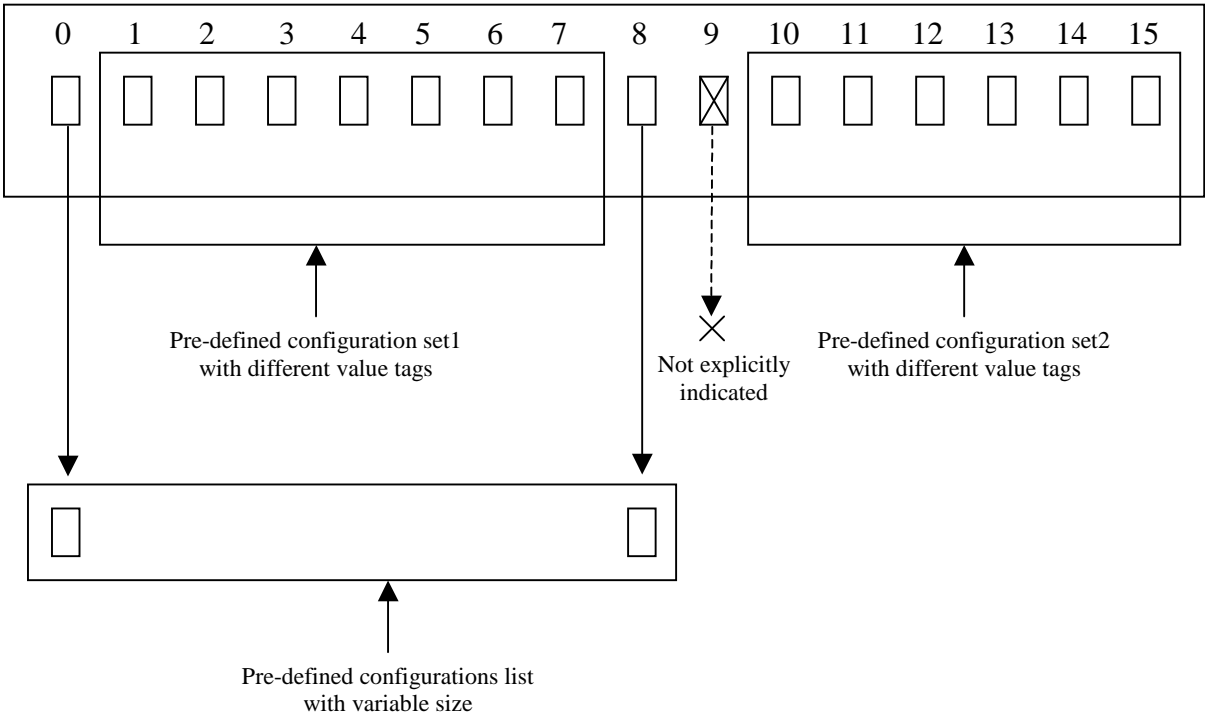 0 1 2 3 4 5 6 7 8 9 10 11 12 13 14 15
Pre-defined configuration set1
with different value tags
Not explicitly
indicated
Pre-defined configuration set2
with different value tags
Pre-defined configurations list
with variable size